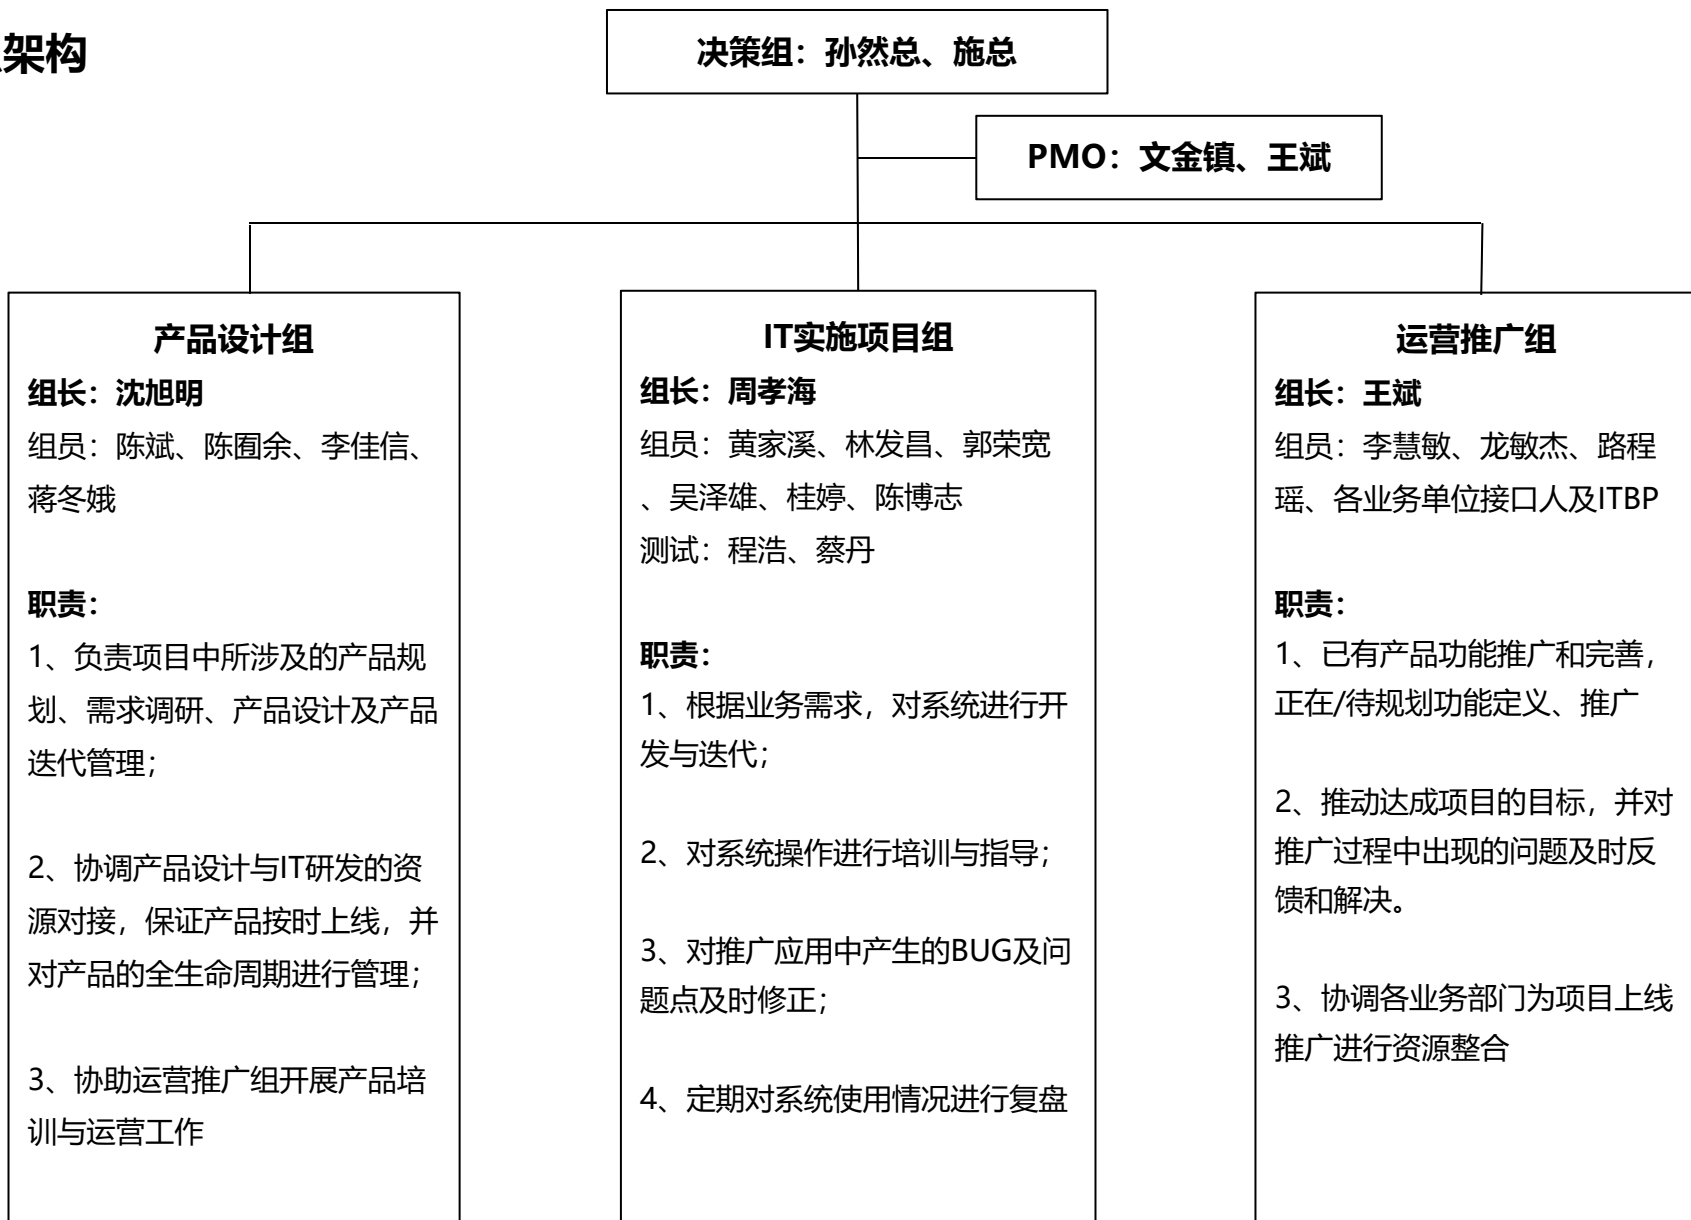 架构
决策组：孙然总、施总
PMO：文金镇、王斌
产品设计组
组长：沈旭明
组员：陈斌、陈囿余、李佳信、
蒋冬娥
职责：
1、负责项目中所涉及的产品规
划、需求调研、产品设计及产品
迭代管理；
2、协调产品设计与IT研发的资
源对接，保证产品按时上线，并
对产品的全生命周期进行管理；
3、协助运营推广组开展产品培
训与运营工作
IT实施项目组
组长：周孝海
组员：黄家溪、林发昌、郭荣宽
、吴泽雄、桂婷、陈博志
测试：程浩、蔡丹
职责：
1、根据业务需求，对系统进行开
发与迭代；
2、对系统操作进行培训与指导；
3、对推广应用中产生的BUG及问
题点及时修正；
4、定期对系统使用情况进行复盘
运营推广组
组长：王斌
组员：李慧敏、龙敏杰、路程
瑶、各业务单位接口人及ITBP
职责：
1、已有产品功能推广和完善，
正在/待规划功能定义、推广
2、推动达成项目的目标，并对
推广过程中出现的问题及时反
馈和解决。
3、协调各业务部门为项目上线
推广进行资源整合